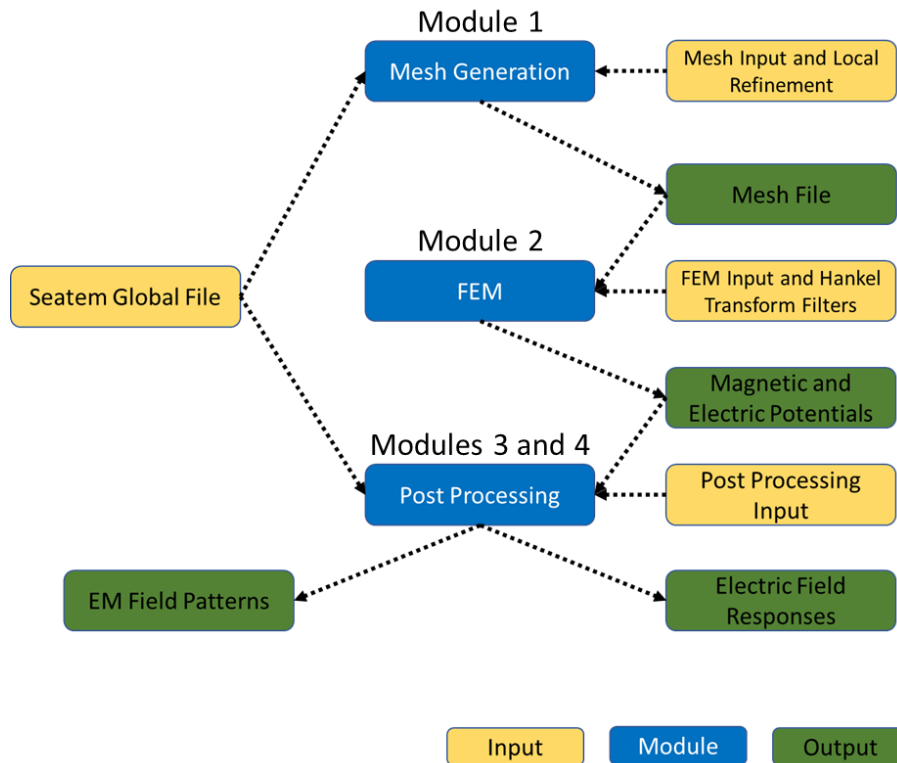 Module 1
Mesh Generation
Mesh Input and Local
Refinement
Mesh File
Module 2
FEM
FEM Input and Hankel
Transform Filters
Seatem Global File
Magnetic and
Electric Potentials
Modules 3 and 4
Post Processing
Post Processing
Input
EM Field Patterns
Electric Field
Responses
Input
Module
Output